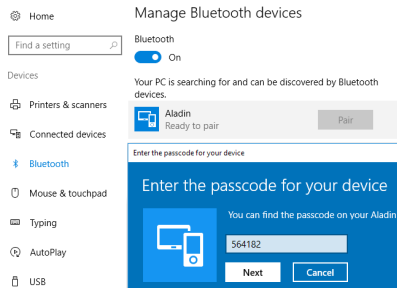 Home
Find a setting
Devices
Printers & scanners
Connected devices
Bluetooth
Mouse & touchpad
Typing
AutoPlay
USB
Manage Bluetooth devices
Bluetooth
On
Your PC is searching for and can be discovered by Bluetooth
devices.
Aladin
Ready to pair
Pair
Enter the passcode for your device
Enter the passcode for your device
You can find the passcode on your Aladin
564182
Next
Cancel